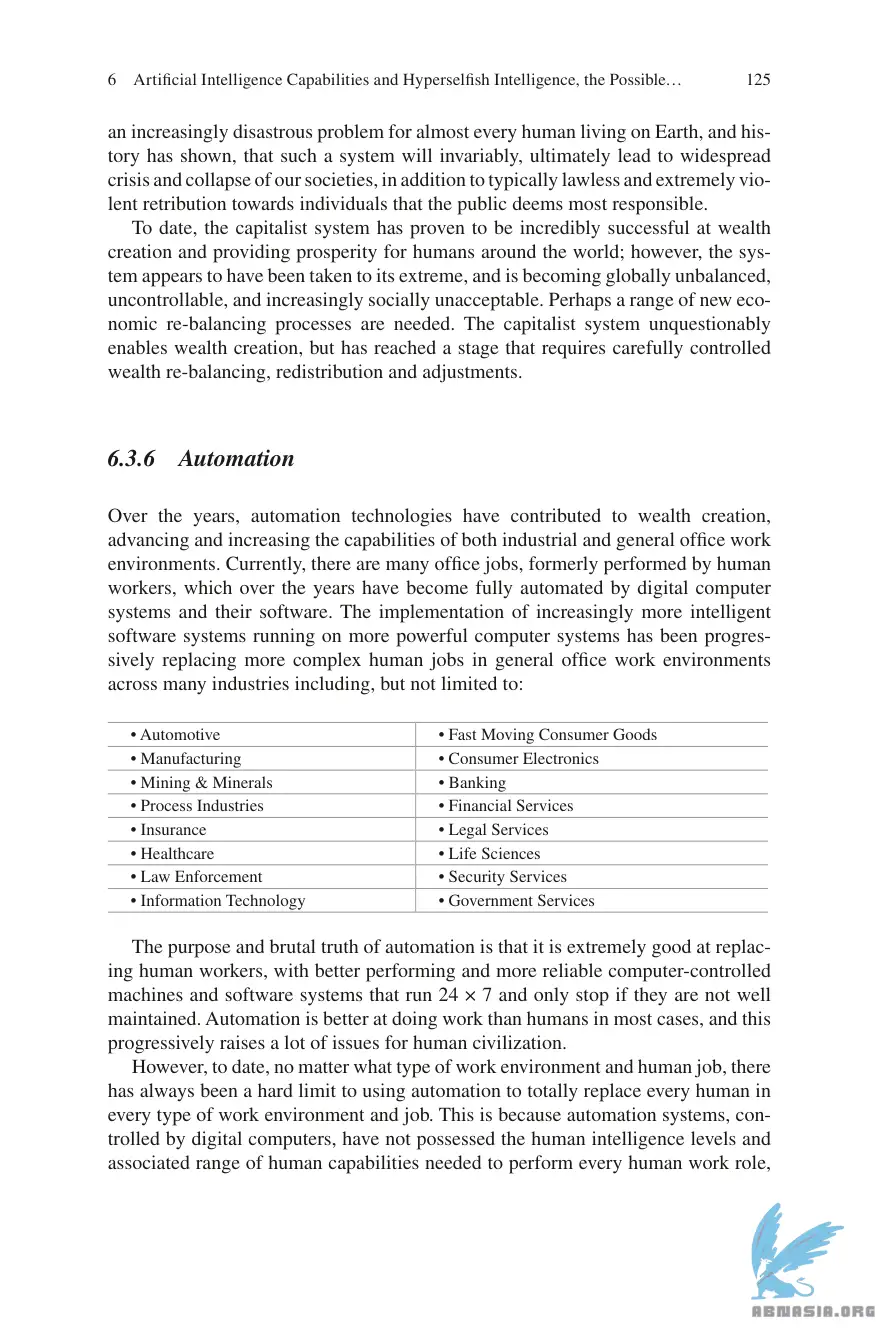 6 Artificial Intelligence Capabilities and Hyperselfish Intelligence, the Possible… 125
an increasingly disastrous problem for almost every human living on Earth, and his-
tory has shown, that such a system will invariably, ultimately lead to widespread
crisis and collapse of our societies, in addition to typically lawless and extremely vio-
lent retribution towards individuals that the public deems most responsible.
To date, the capitalist system has proven to be incredibly successful at wealth
creation and providing prosperity for humans around the world; however, the sys-
tem appears to have been taken to its extreme, and is becoming globally unbalanced,
uncontrollable, and increasingly socially unacceptable. Perhaps a range of new eco-
nomic re-balancing processes are needed. The capitalist system unquestionably
enables wealth creation, but has reached a stage that requires carefully controlled
wealth re-balancing, redistribution and adjustments.
6.3.6 Automation
Over the years, automation technologies have contributed to wealth creation,
advancing and increasing the capabilities of both industrial and general office work
environments. Currently, there are many office jobs, formerly performed by human
workers, which over the years have become fully automated by digital computer
systems and their software. The implementation of increasingly more intelligent
software systems running on more powerful computer systems has been progres-
sively replacing more complex human jobs in general office work environments
across many industries including, but not limited to:
• Automotive • Fast Moving Consumer Goods
• Manufacturing • Consumer Electronics
• Mining & Minerals • Banking
• Process Industries • Financial Services
• Insurance • Legal Services
• Healthcare • Life Sciences
• Law Enforcement • Security Services
• Information Technology • Government Services
The purpose and brutal truth of automation is that it is extremely good at replac-
ing human workers, with better performing and more reliable computer-controlled
machines and software systems that run 24 × 7 and only stop if they are not well
maintained. Automation is better at doing work than humans in most cases, and this
progressively raises a lot of issues for human civilization.
However, to date, no matter what type of work environment and human job, there
has always been a hard limit to using automation to totally replace every human in
every type of work environment and job. This is because automation systems, con-
trolled by digital computers, have not possessed the human intelligence levels and
associated range of human capabilities needed to perform every human work role,
ABNASIA.ORG